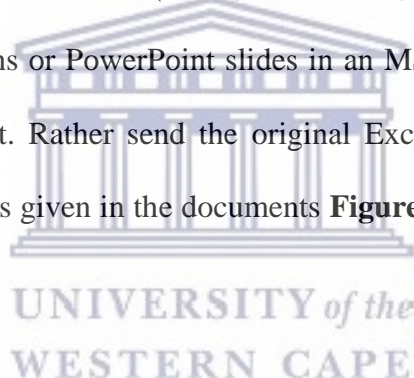 ns or PowerPoint slides in an M
t. Rather send the original Exc
s given in the documents Figure
UNIVERSITY of the
WESTERN CAPE